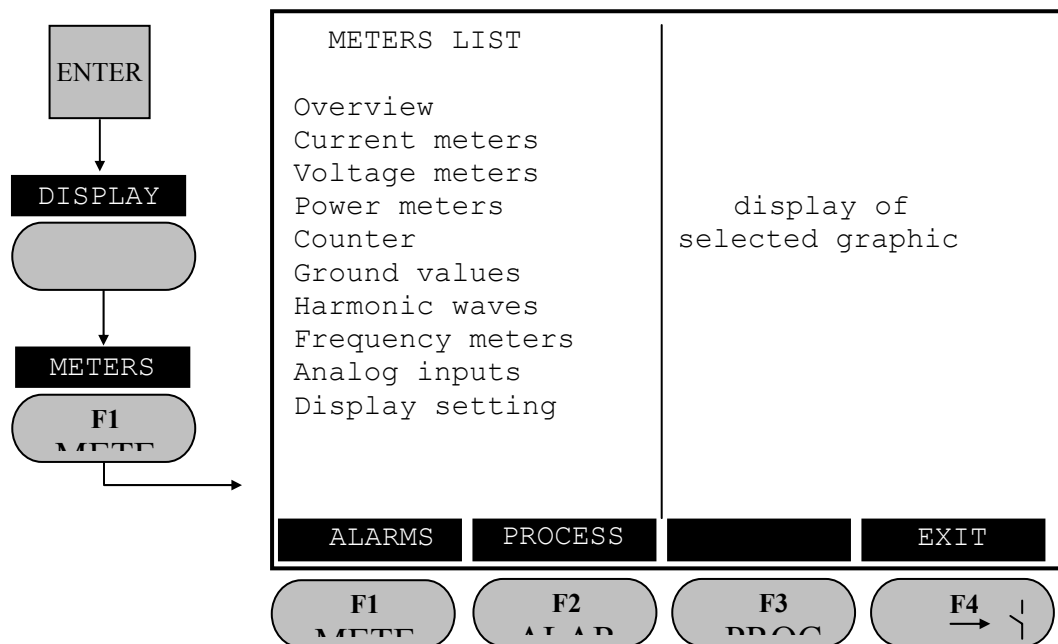 ENTER
DISPLAY
METERS
F1
METERS LIST
Overview
Current meters
Voltage meters
Power meters
Counter
Ground values
Harmonic waves
Frequency meters
Analog inputs
Display setting
display of
selected graphic
ALARMS PROCESS EXIT
F1 F2 F3 F4